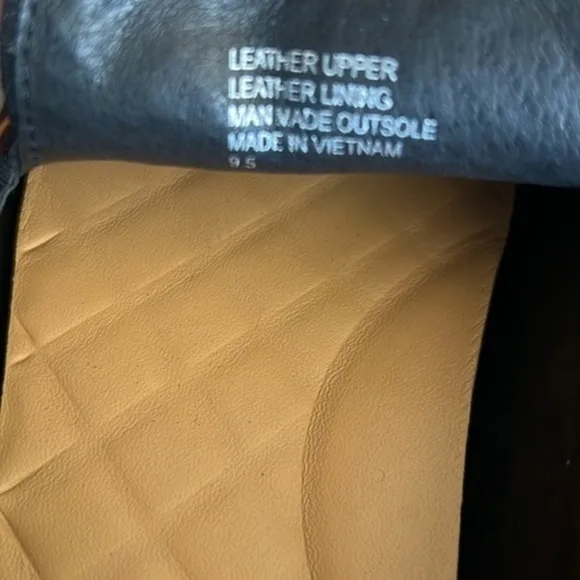 LEATHER UPPER
LEATHER LINING
MAN MADE OUTSOLE
MADE IN VIETNAM
9.5